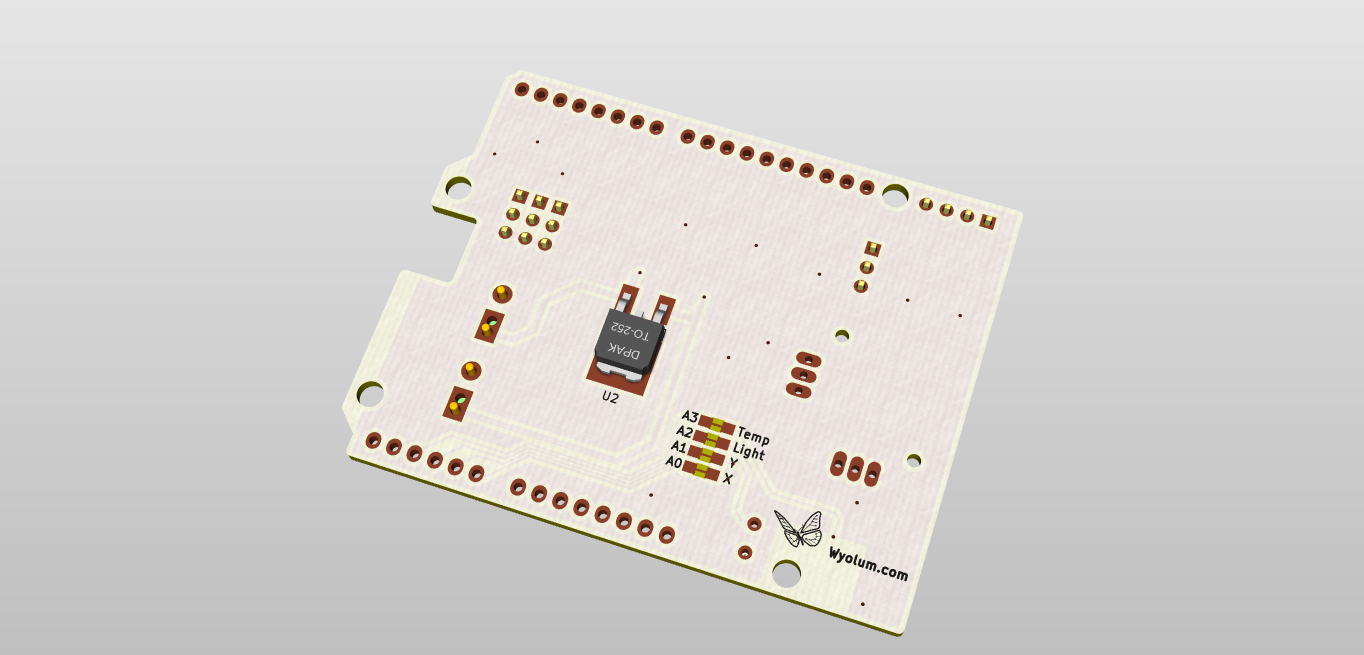 TO-252
DPAK
U2
A3 Temp
A2 Light
A1 Y
A0 X
Wyolum.com